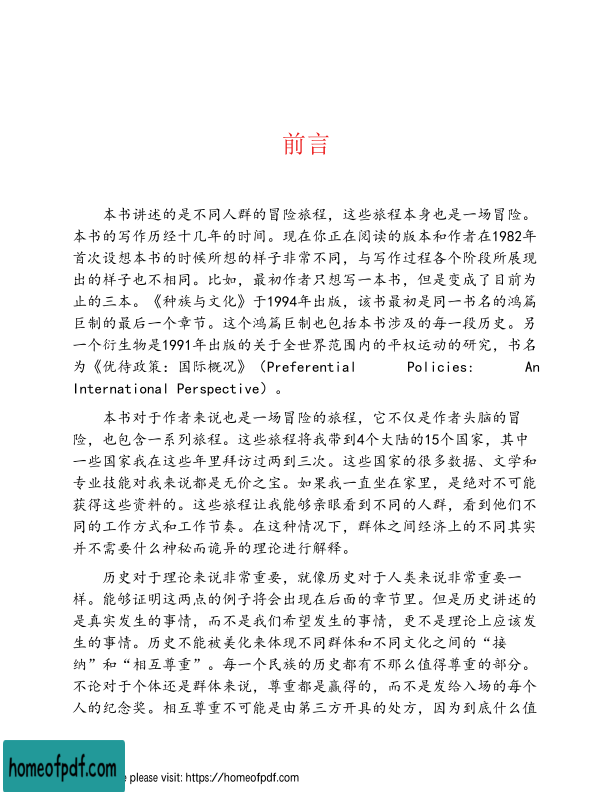 前言
本书讲述的是不同人群的冒险旅程，这些旅程本身也是一场冒险。
本书的写作历经十几年的时间。现在你正在阅读的版本和作者在1982年
首次设想本书的时候所想的样子非常不同，与写作过程各个阶段所展现
出的样子也不相同。比如，最初作者只想写一本书，但是变成了目前为
止的三本。《种族与文化》于1994年出版，该书最初是同一书名的鸿篇
巨制的最后一个章节。这个鸿篇巨制也包括本书涉及的每一段历史。另
一个衍生物是1991年出版的关于全世界范围内的平权运动的研究，书名
为《优待政策：国际概况》（Preferential Policies: An
International Perspective）。
本书对于作者来说也是一场冒险的旅程，它不仅是作者头脑的冒
险，也包含一系列旅程。这些旅程将我带到4个大陆的15个国家，其中
一些国家我在这些年里拜访过两到三次。这些国家的很多数据、文学和
专业技能对我来说都是无价之宝。如果我一直坐在家里，是绝对不可能
获得这些资料的。这些旅程让我能够亲眼看到不同的人群，看到他们不
同的工作方式和工作节奏。在这种情况下，群体之间经济上的不同其实
并不需要什么神秘而诡异的理论进行解释。
历史对于理论来说非常重要，就像历史对于人类来说非常重要一
样。能够证明这两点的例子将会出现在后面的章节里。但是历史讲述的
是真实发生的事情，而不是我们希望发生的事情，更不是理论上应该发
生的事情。历史不能被美化来体现不同群体和不同文化之间的“接
纳”和“相互尊重”。每一个民族的历史都有不那么值得尊重的部分。
不论对于个体还是群体来说，尊重都是赢得的，而不是发给入场的每个
人的纪念奖。相互尊重不可能是由第三方开具的处方，因为到底什么值
homeofpdf.com
e please visit: https://homeofpdf.com